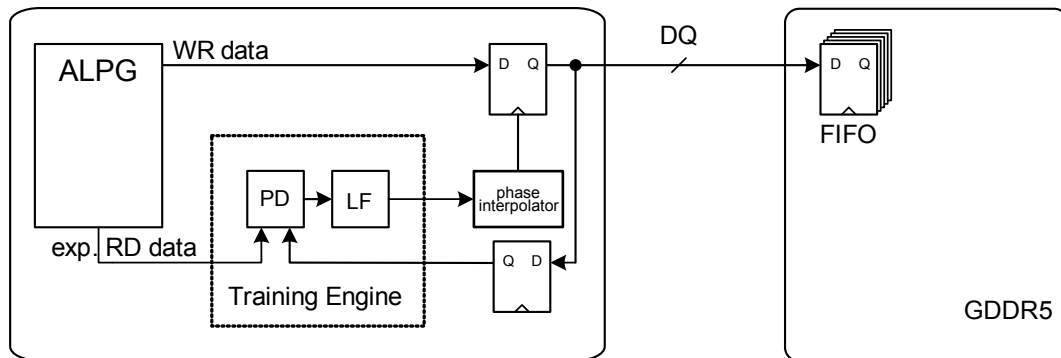 ALPG
WR data
D Q
DQ
D Q
FIFO
PD
LF
phase
interpolator
exp. RD data
Q D
Training Engine
GDDR5